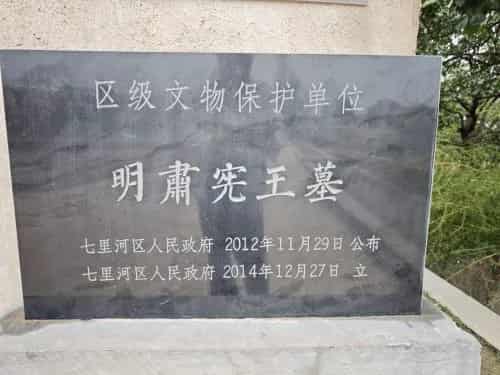 区级文物保护单位
明肅宪王墓
七里河区人民政府 2012年11月29日 公布
七里河区人民政府 2014年12月27日 立